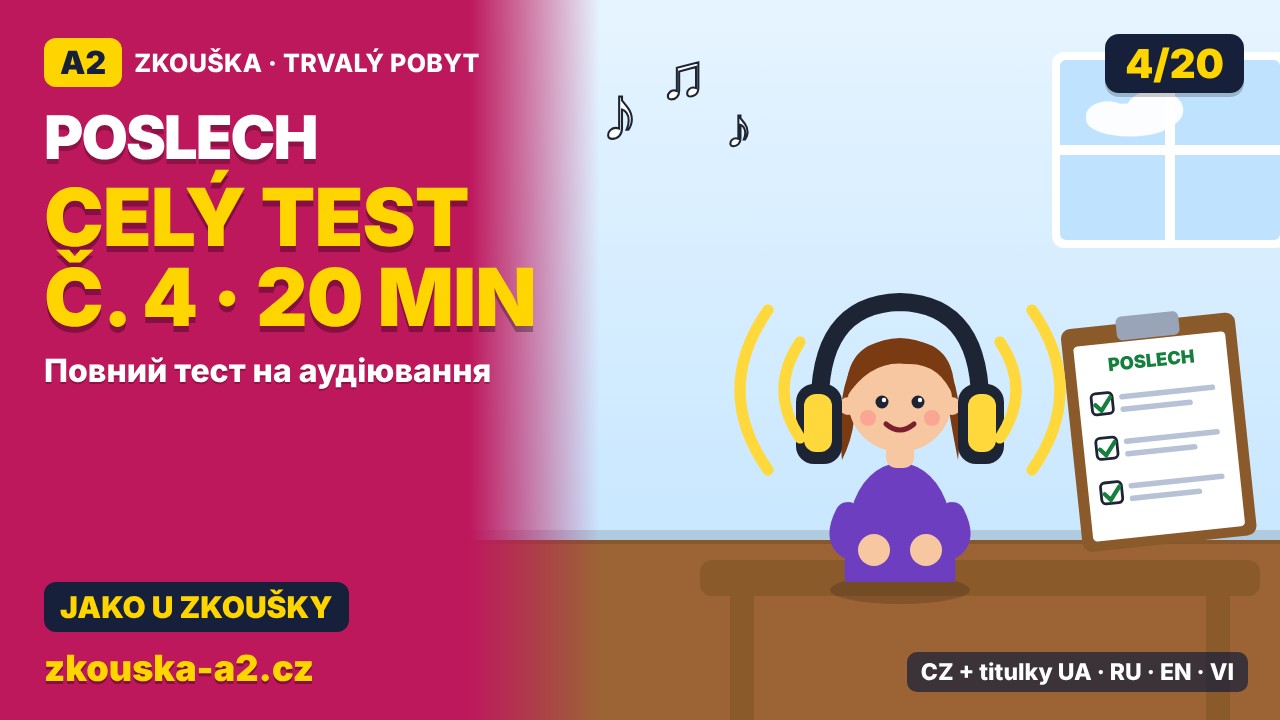 A2 ZKOUŠKA · TRVALÝ POBYT
4/20
POSLECH
CELÝ TEST
Č. 4 · 20 MIN
Повний тест на аудіювання
POSLECH
JAKO U ZKOUŠKY
zkouska-a2.cz
CZ + titulky UA · RU · EN · VI